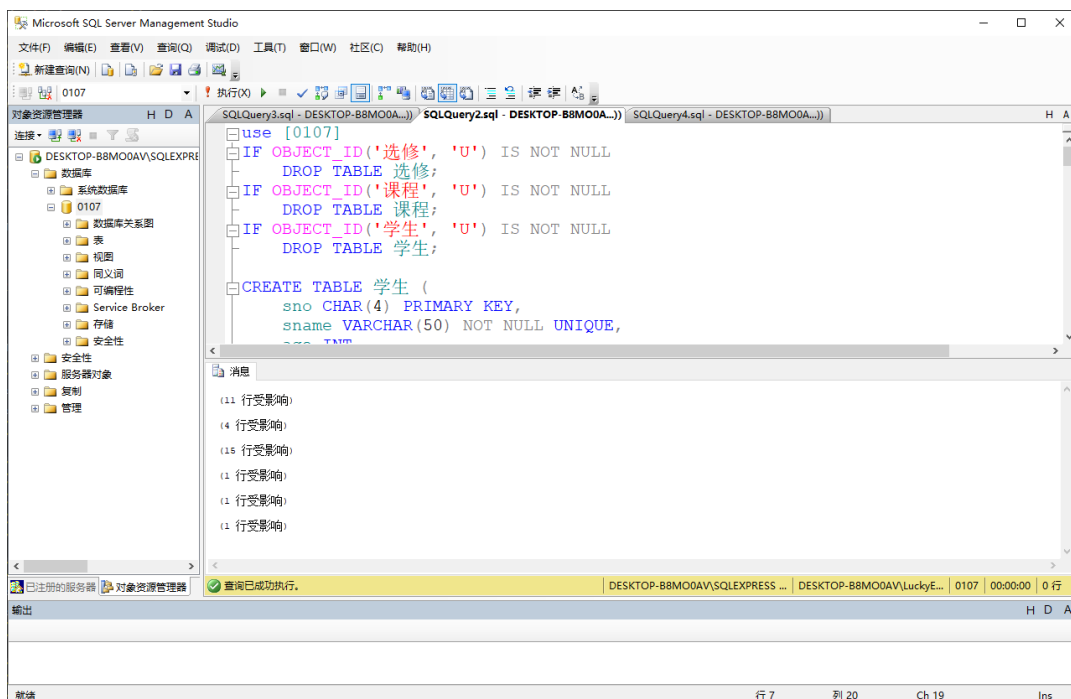 Microsoft SQL Server Management Studio
文件(F) 编辑(E) 查看(V) 查询(Q) 调试(D) 工具(T) 窗口(W) 社区(C) 帮助(H)
新建查询(N)
0107 执行(X)
对象资源管理器 H D A
连接
DESKTOP-B8MO0AV\SQLEXPRE
数据库
系统数据库
0107
数据库关系图
表
视图
同义词
可编程性
Service Broker
存储
安全性
安全性
服务器对象
复制
管理
已注册的服务器 对象资源管理器
SQLQuery3.sql - DESKTOP-B8MO0A...)) SQLQuery2.sql - DESKTOP-B8MO0A...)) SQLQuery4.sql - DESKTOP-B8MO0A...)) H A
use [0107]
IF OBJECT_ID('选修', 'U') IS NOT NULL
DROP TABLE 选修;
IF OBJECT_ID('课程', 'U') IS NOT NULL
DROP TABLE 课程;
IF OBJECT_ID('学生', 'U') IS NOT NULL
DROP TABLE 学生;
CREATE TABLE 学生 (
sno CHAR(4) PRIMARY KEY,
sname VARCHAR(50) NOT NULL UNIQUE,
age INT
消息
(11 行受影响)
(4 行受影响)
(15 行受影响)
(1 行受影响)
(1 行受影响)
(1 行受影响)
查询已成功执行。 DESKTOP-B8MO0AV\SQLEXPRESS ... DESKTOP-B8MO0AV\LuckyE... 0107 00:00:00 0 行
输出 H D A
就绪 行 7 列 20 Ch 19 Ins